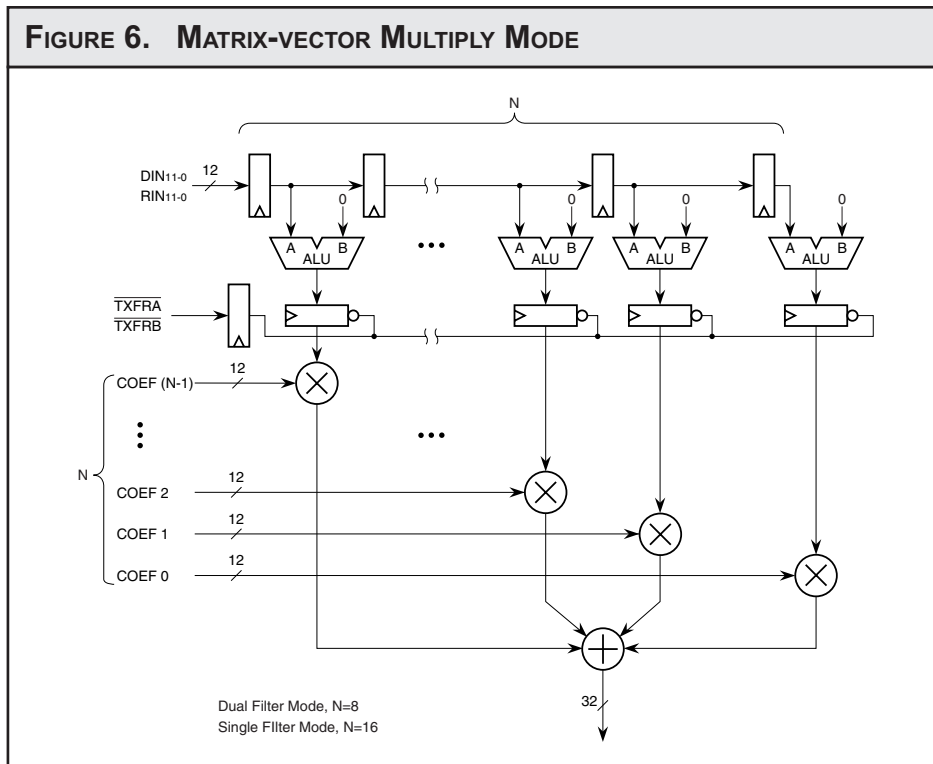 FIGURE 6. MATRIX-VECTOR MULTIPLY MODE
N
DIN11-0
RIN11-0
12
0
0
0
0
A B
ALU
A B
ALU
A B
ALU
A B
ALU
TXFRA
TXFRB
COEF (N-1)
12
N
COEF 2
12
COEF 1
12
COEF 0
12
32
Dual Filter Mode, N=8
Single FIlter Mode, N=16